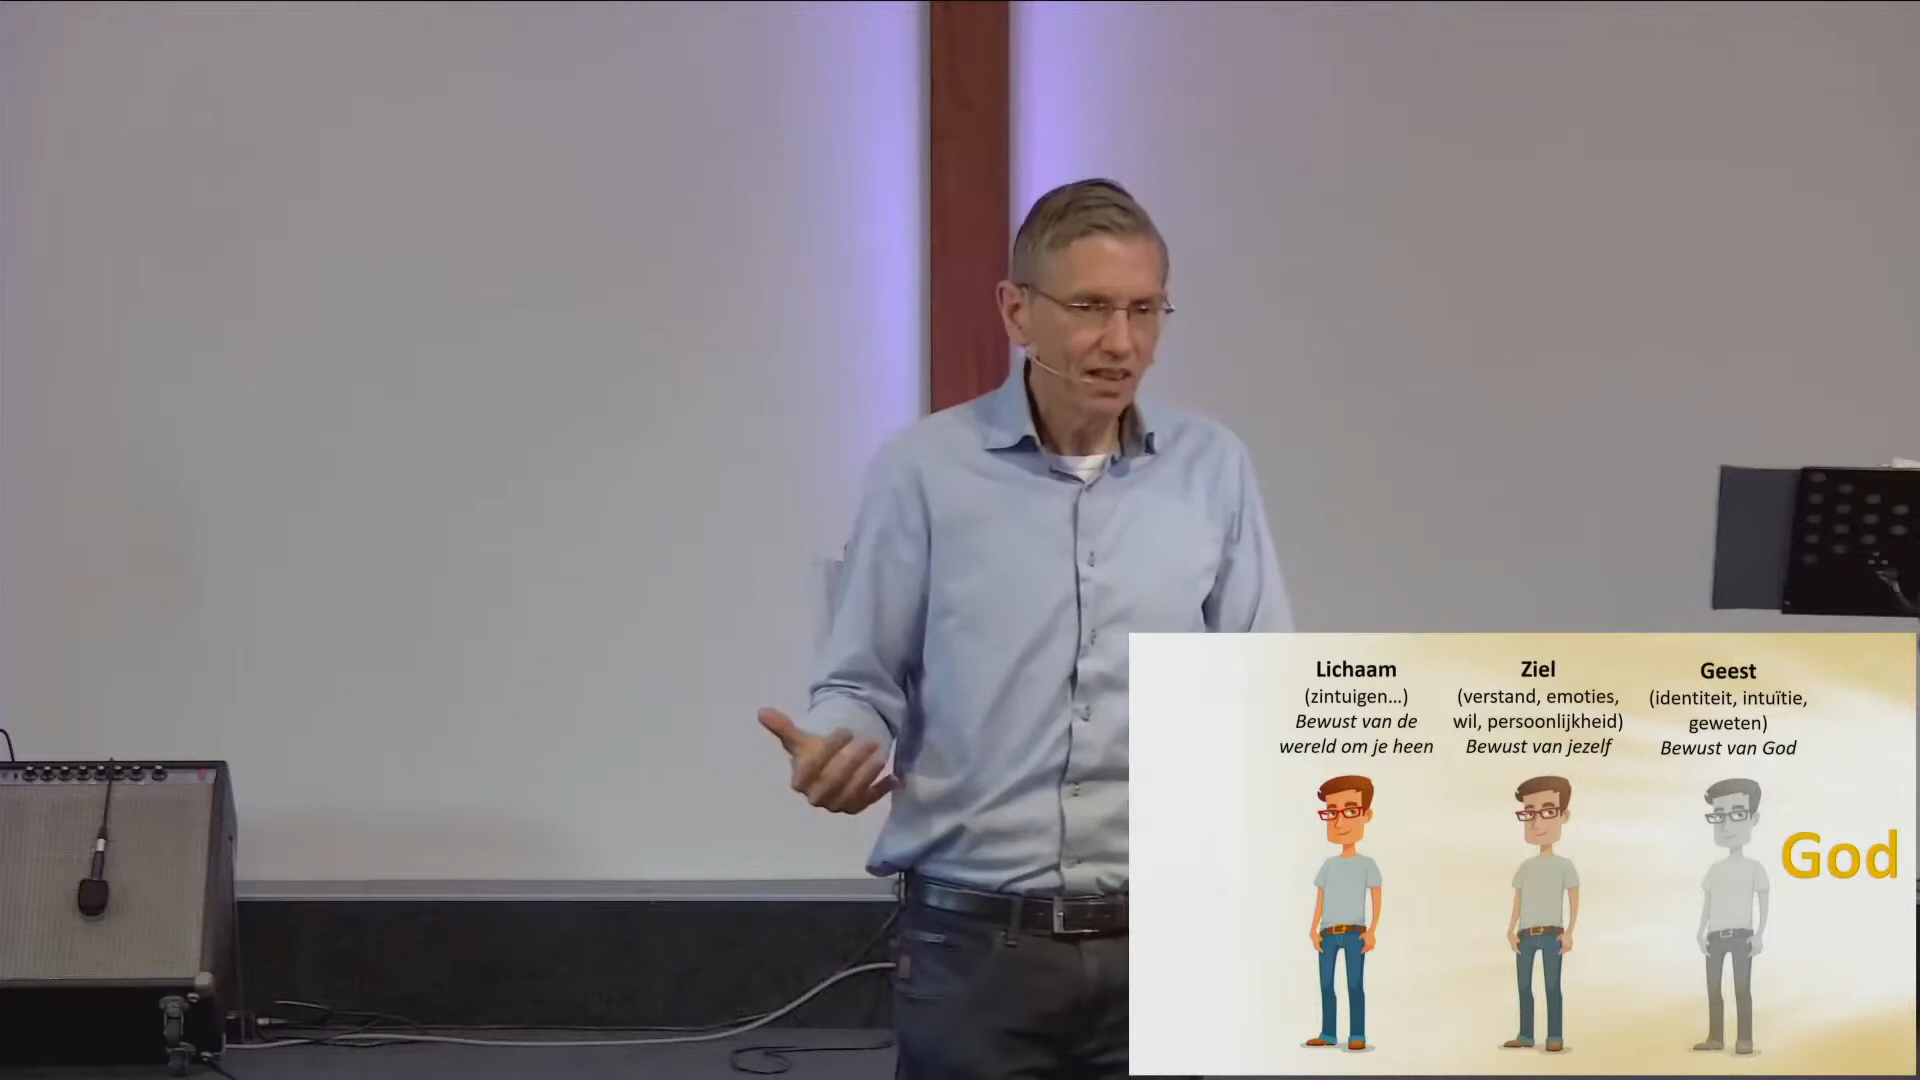 Lichaam
(zintuigen...)
Bewust van de
wereld om je heen
Ziel
(verstand, emoties,
wil, persoonlijkheid)
Bewust van jezelf
Geest
(identiteit, intuïtie,
geweten)
Bewust van God
God